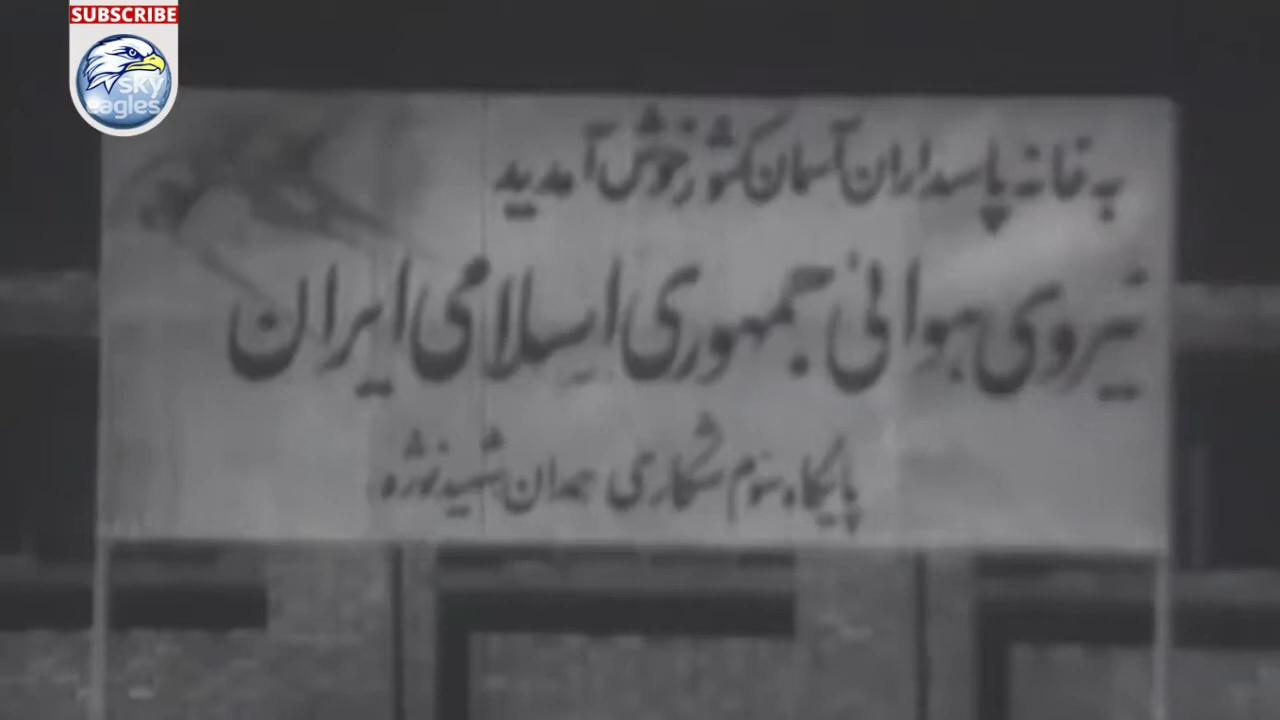 SUBSCRIBE
sky
eagles
به خانه پاسداران آسمان کشور خوش آمدید
نیروی هوائی جمهوری اسلامی ایران
پایگاه سوم شکاری همدان شهید نوژه